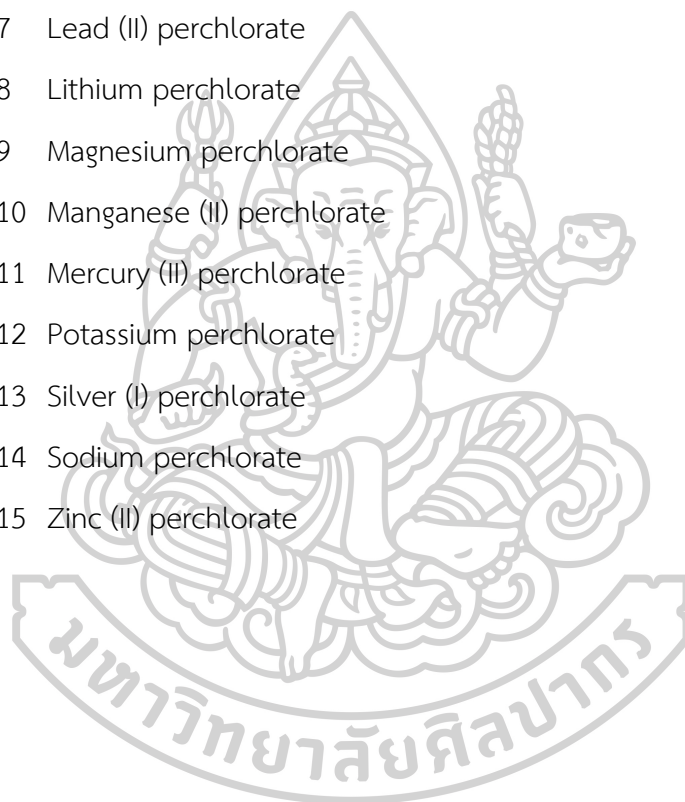 7 Lead (II) perchlorate
8 Lithium perchlorate
9 Magnesium perchlorate
10 Manganese (II) perchlorate
11 Mercury (II) perchlorate
12 Potassium perchlorate
13 Silver (I) perchlorate
14 Sodium perchlorate
15 Zinc (II) perchlorate
มหาวิทยาลัยศิลปากร